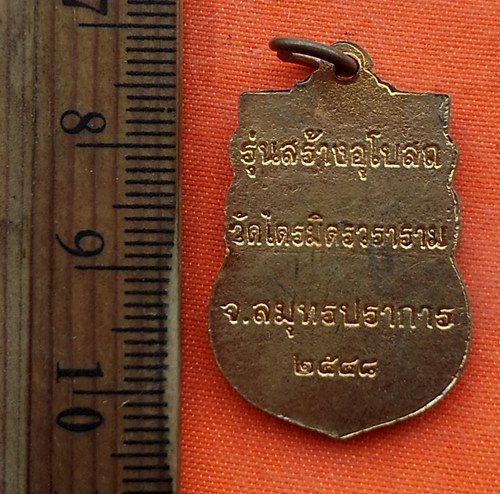 7
8
9
10
รุ่นสร้างอุโบสถ
วัดไตรมิตรวราราม
จ.สมุทรปราการ
๒๕๔๘